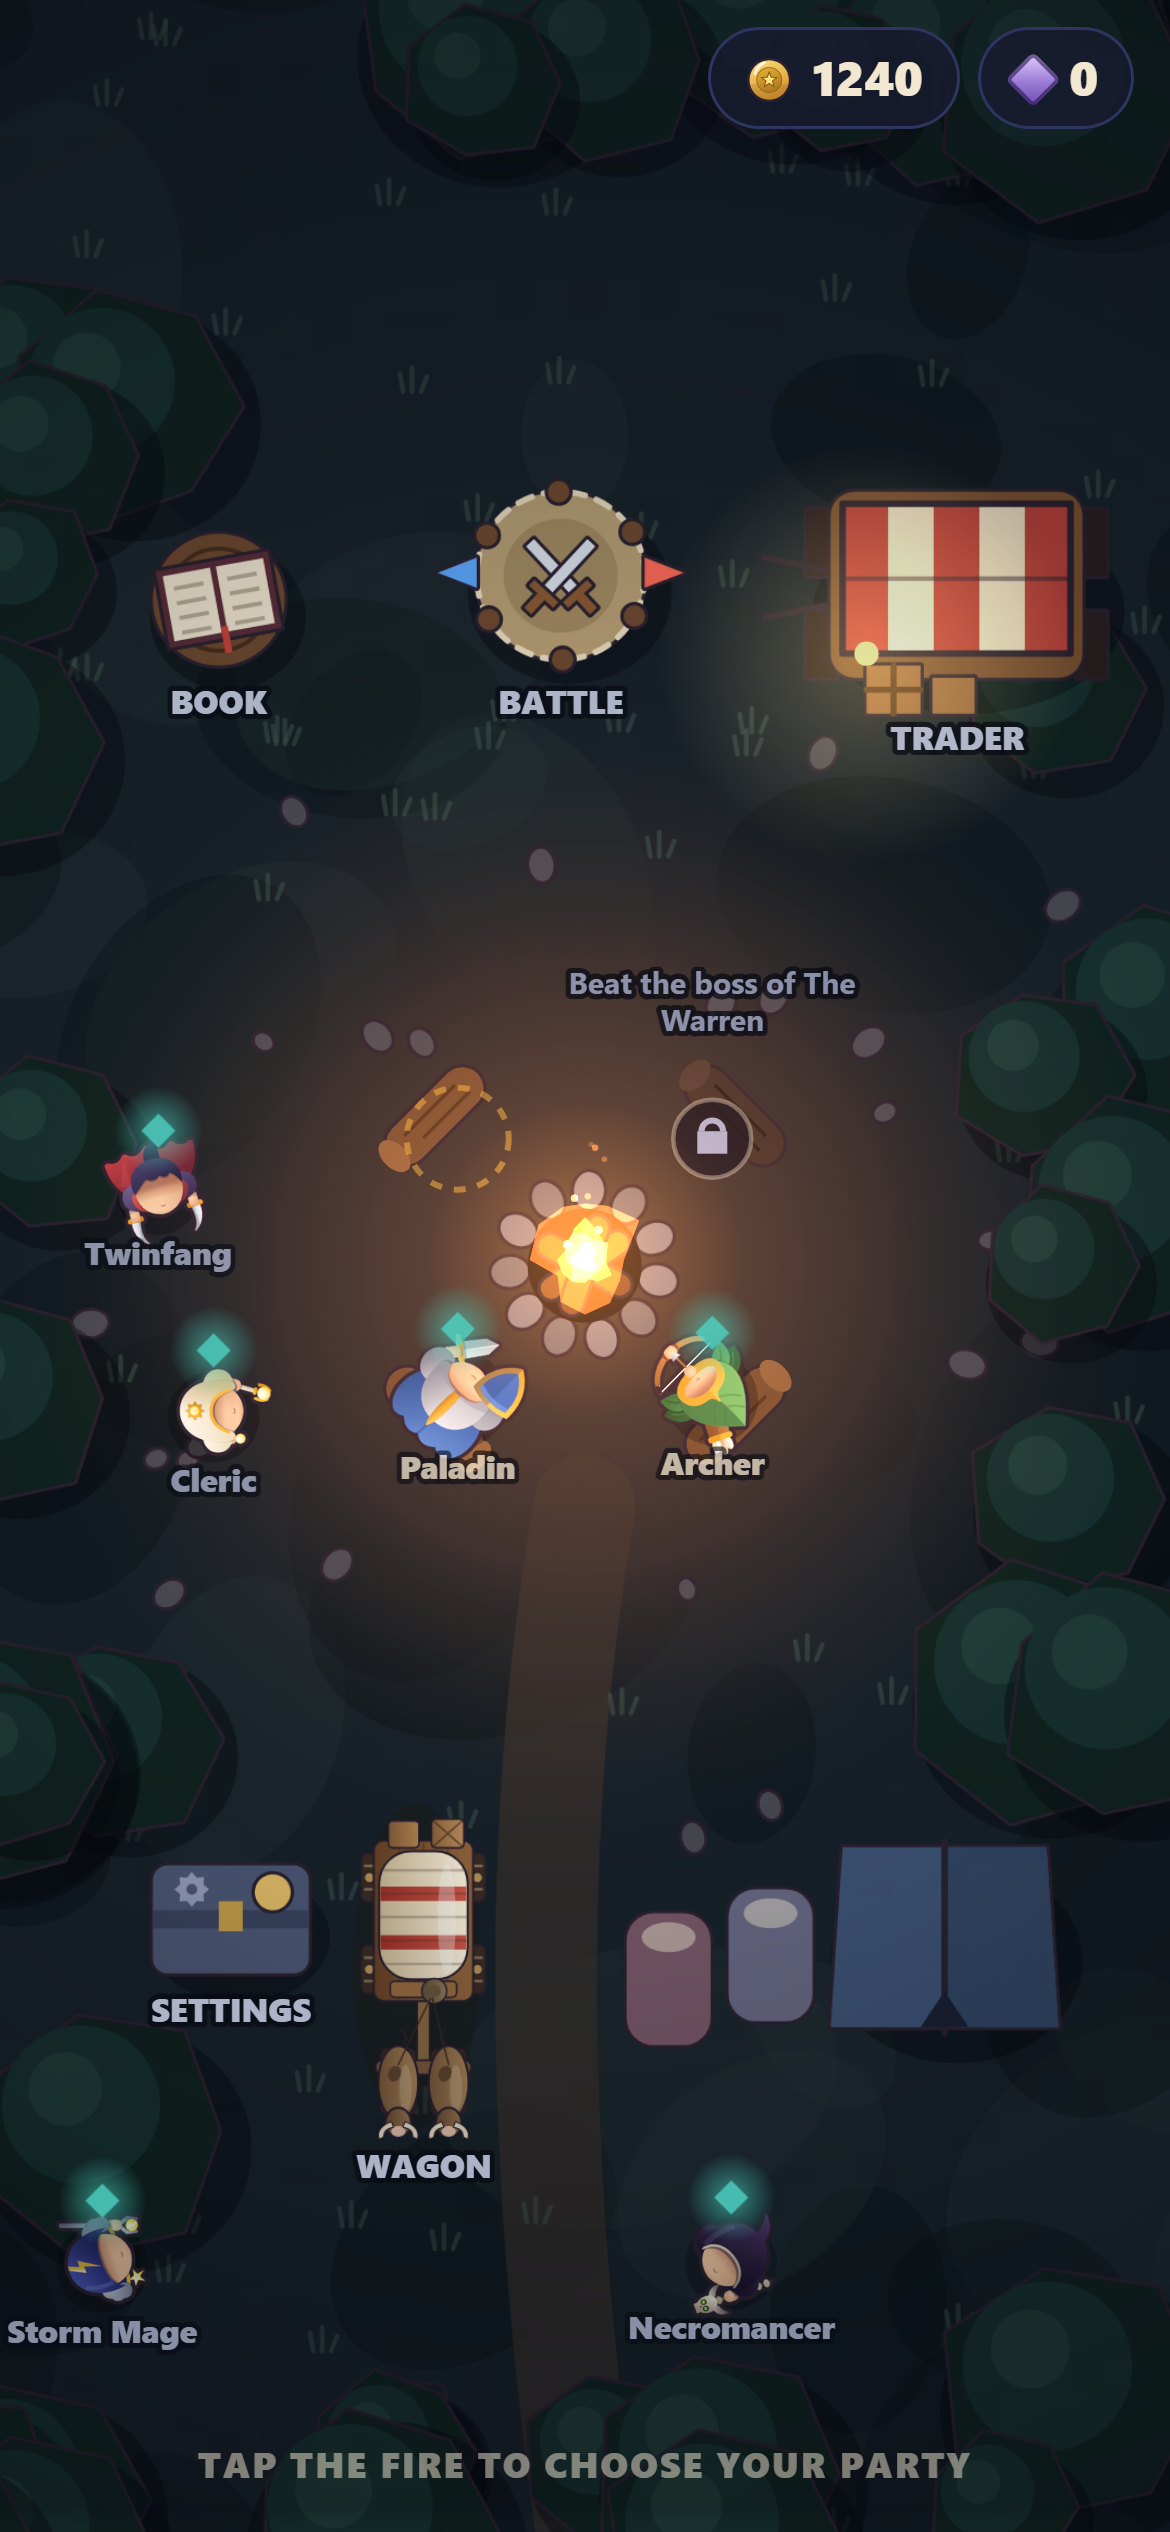 1240
0
BOOK
BATTLE
TRADER
Beat the boss of The
Warren
Twinfang
Cleric
Paladin
Archer
SETTINGS
WAGON
Storm Mage
Necromancer
TAP THE FIRE TO CHOOSE YOUR PARTY